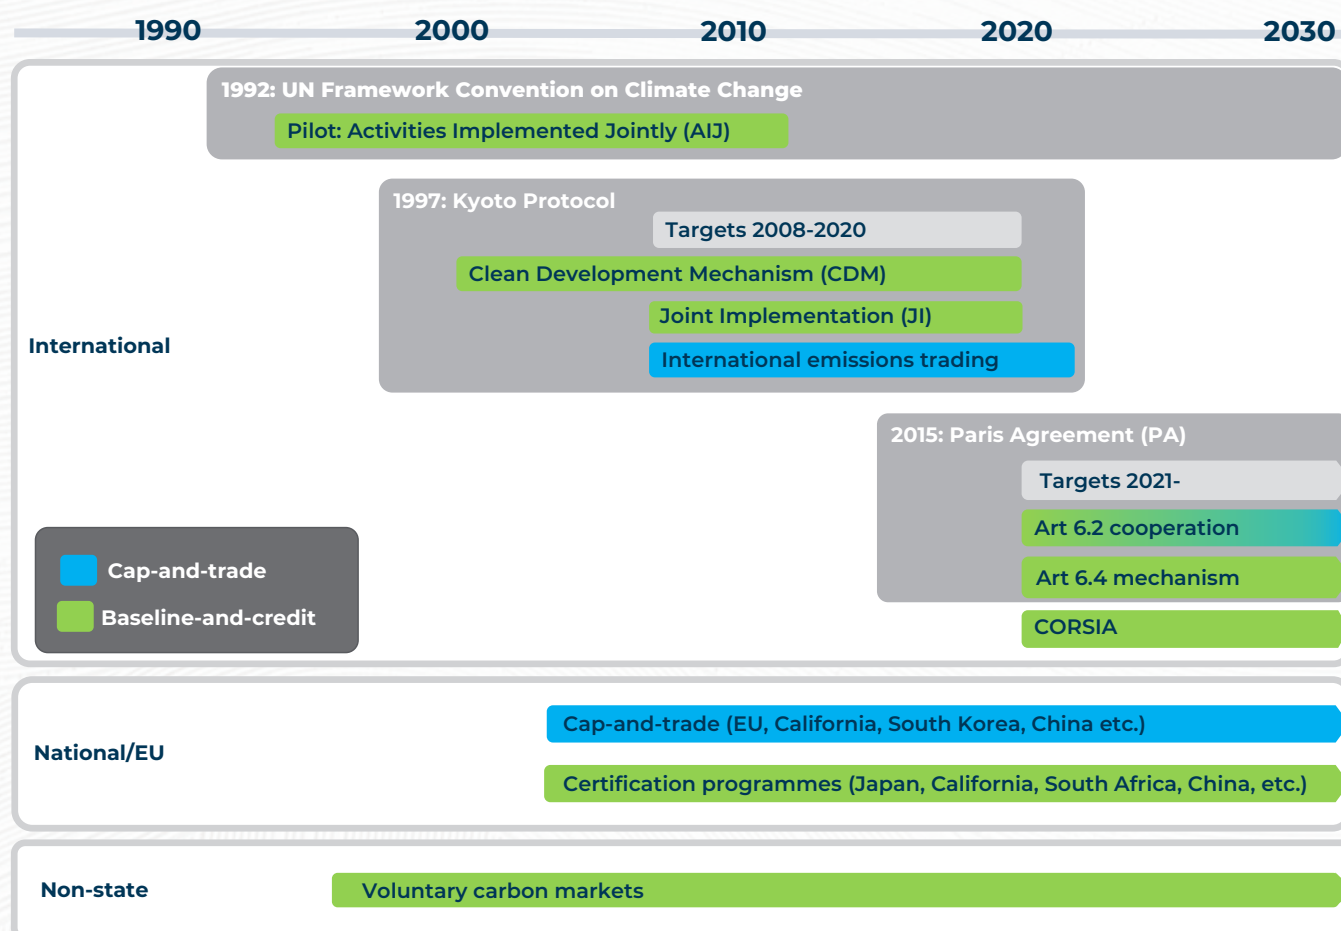 1990 2000 2010 2020 2030
1992: UN Framework Convention on Climate Change
Pilot: Activities Implemented Jointly (AIJ)
1997: Kyoto Protocol
Targets 2008-2020
Clean Development Mechanism (CDM)
Joint Implementation (JI)
International emissions trading
International
2015: Paris Agreement (PA)
Targets 2021-
Art 6.2 cooperation
Art 6.4 mechanism
CORSIA
Cap-and-trade
Baseline-and-credit
National/EU
Cap-and-trade (EU, California, South Korea, China etc.)
Certification programmes (Japan, California, South Africa, China, etc.)
Non-state
Voluntary carbon markets